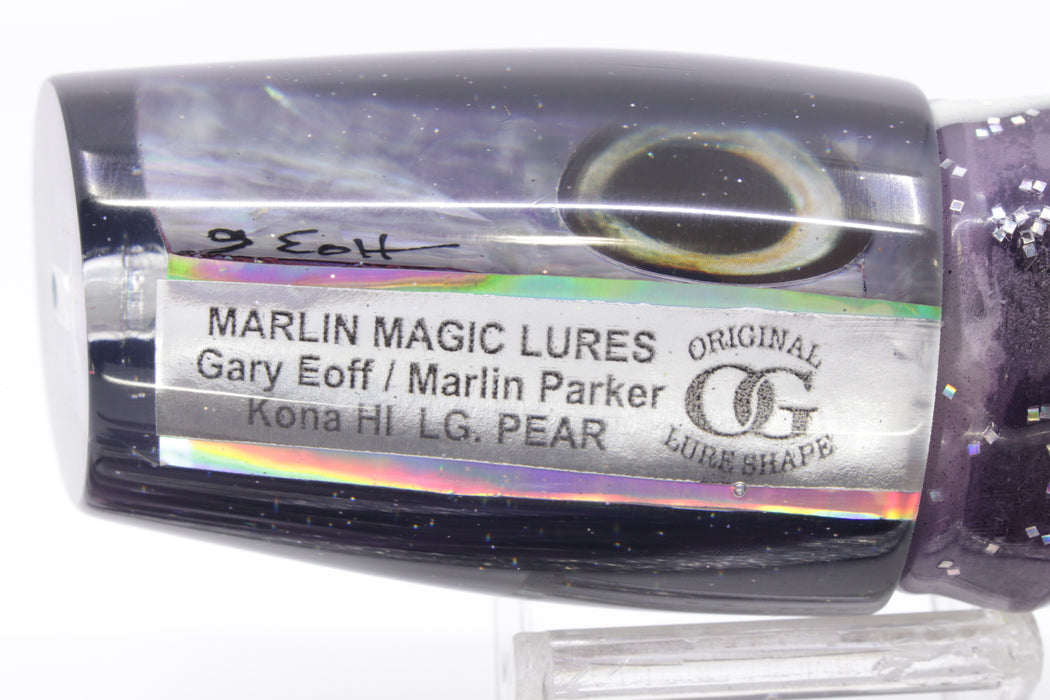 g Eoff
MARLIN MAGIC LURES
Gary Eoff / Marlin Parker
Kona HI LG. PEAR
ORIGINAL
OG
LURE SHAPE